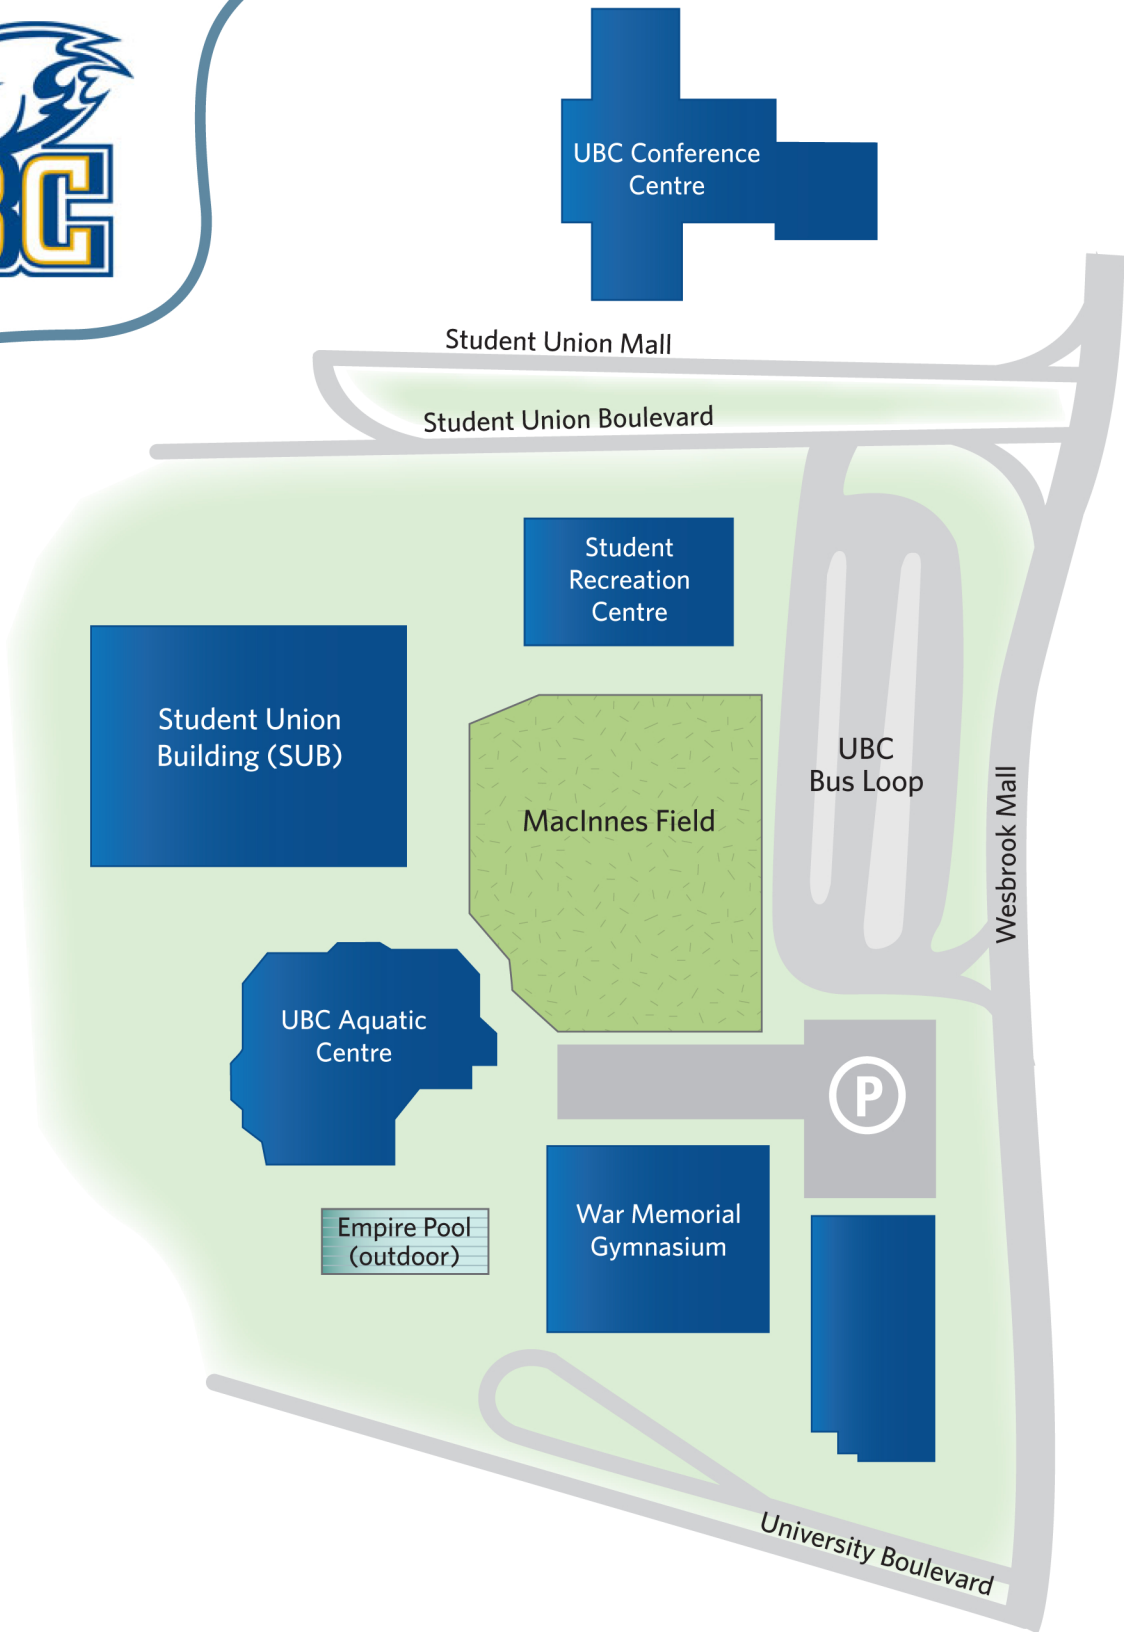 BC
UBC Conference
Centre
Student Union Mall
Student Union Boulevard
Student
Recreation
Centre
Student Union
Building (SUB)
MacInnes Field
UBC
Bus Loop
Wesbrook Mall
UBC Aquatic
Centre
P
War Memorial
Gymnasium
Empire Pool
(outdoor)
University Boulevard